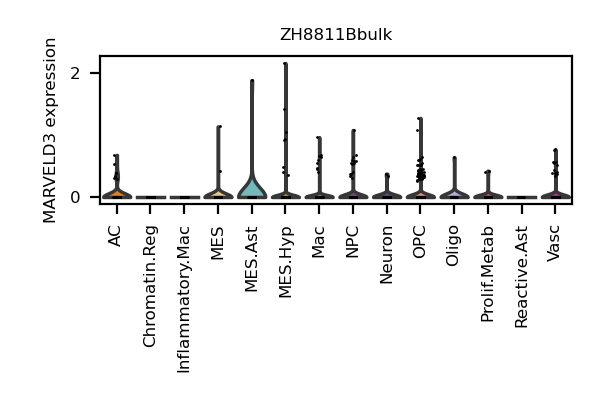 ZH8811Bbulk
MARVELD3 expression
2
0
AC
Chromatin.Reg
Inflammatory.Mac
MES
MES.Ast
MES.Hyp
Mac
NPC
Neuron
OPC
Oligo
Prolif.Metab
Reactive.Ast
Vasc